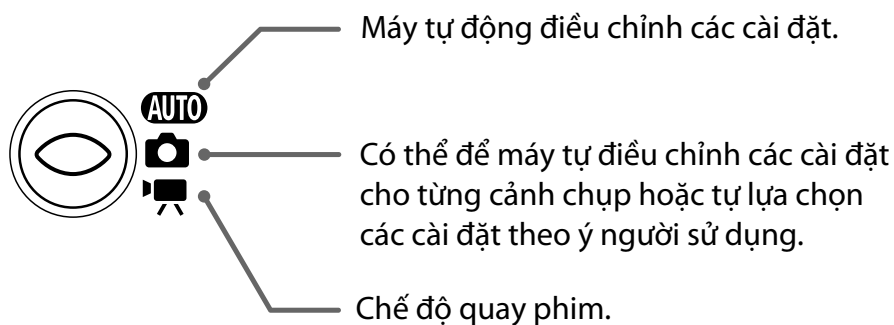 Máy tự động điều chỉnh các cài đặt.
AUTO
Có thể để máy tự điều chỉnh các cài đặt
cho từng cảnh chụp hoặc tự lựa chọn
các cài đặt theo ý người sử dụng.
Chế độ quay phim.